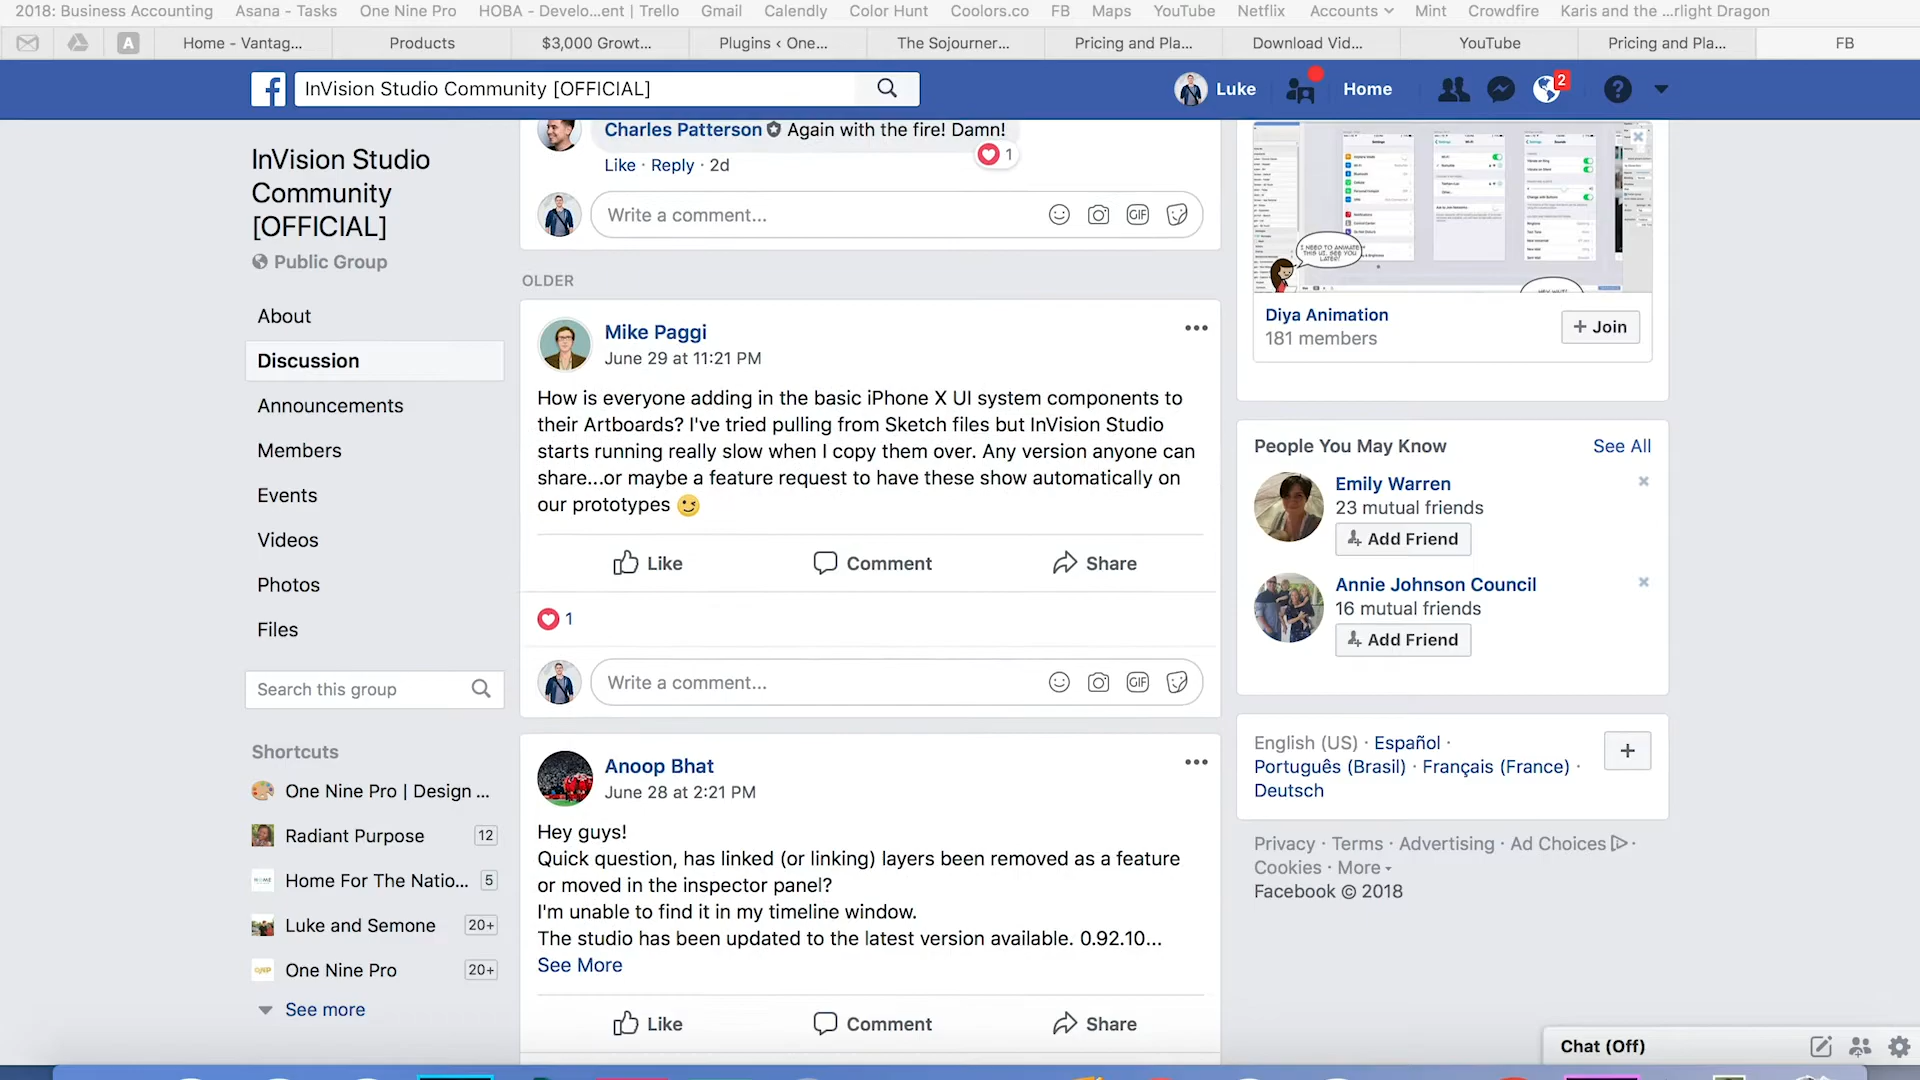 2018: Business Accounting Asana - Tasks One Nine Pro HOBA - Develo...ent | Trello Gmail Calendly Color Hunt Coolors.co FB Maps YouTube Netflix Accounts Mint Crowdfire Karis and the ...rlight Dragon
A Home - Vantag... Products $3,000 Growt... Plugins ‹ One... The Sojourner... Pricing and Pla... Download Vid... YouTube Pricing and Pla... FB
InVision Studio Community [OFFICIAL] Luke Home 2
InVision Studio
Community
[OFFICIAL]
Public Group
About
Discussion
Announcements
Members
Events
Videos
Photos
Files
Search this group
Shortcuts
One Nine Pro | Design ...
Radiant Purpose 12
Home For The Natio... 5
Luke and Semone 20+
One Nine Pro 20+
See more
Charles Patterson Again with the fire! Damn!
1
Like · Reply · 2d
Write a comment... GIF
OLDER
Mike Paggi
June 29 at 11:21 PM
How is everyone adding in the basic iPhone X UI system components to
their Artboards? I've tried pulling from Sketch files but InVision Studio
starts running really slow when I copy them over. Any version anyone can
share...or maybe a feature request to have these show automatically on
our prototypes 😉
Like Comment Share
1
Write a comment... GIF
Anoop Bhat
June 28 at 2:21 PM
Hey guys!
Quick question, has linked (or linking) layers been removed as a feature
or moved in the inspector panel?
I'm unable to find it in my timeline window.
The studio has been updated to the latest version available. 0.92.10...
See More
Like Comment Share
I NEED TO ANIMATE
THIS UI. SEE YOU
LATER!
Diya Animation
181 members
+ Join
People You May Know See All
Emily Warren
23 mutual friends
Add Friend
Annie Johnson Council
16 mutual friends
Add Friend
English (US) · Español ·
Português (Brasil) · Français (France) ·
Deutsch
Privacy · Terms · Advertising · Ad Choices ·
Cookies · More
Facebook © 2018
Chat (Off)